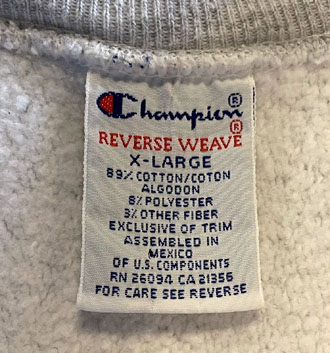 Champion®
REVERSE WEAVE®
X-LARGE
89% COTTON/COTON
ALGODON
8% POLYESTER
3% OTHER FIBER
EXCLUSIVE OF TRIM
ASSEMBLED IN
MEXICO
OF U.S. COMPONENTS
RN 26094 CA 21356
FOR CARE SEE REVERSE